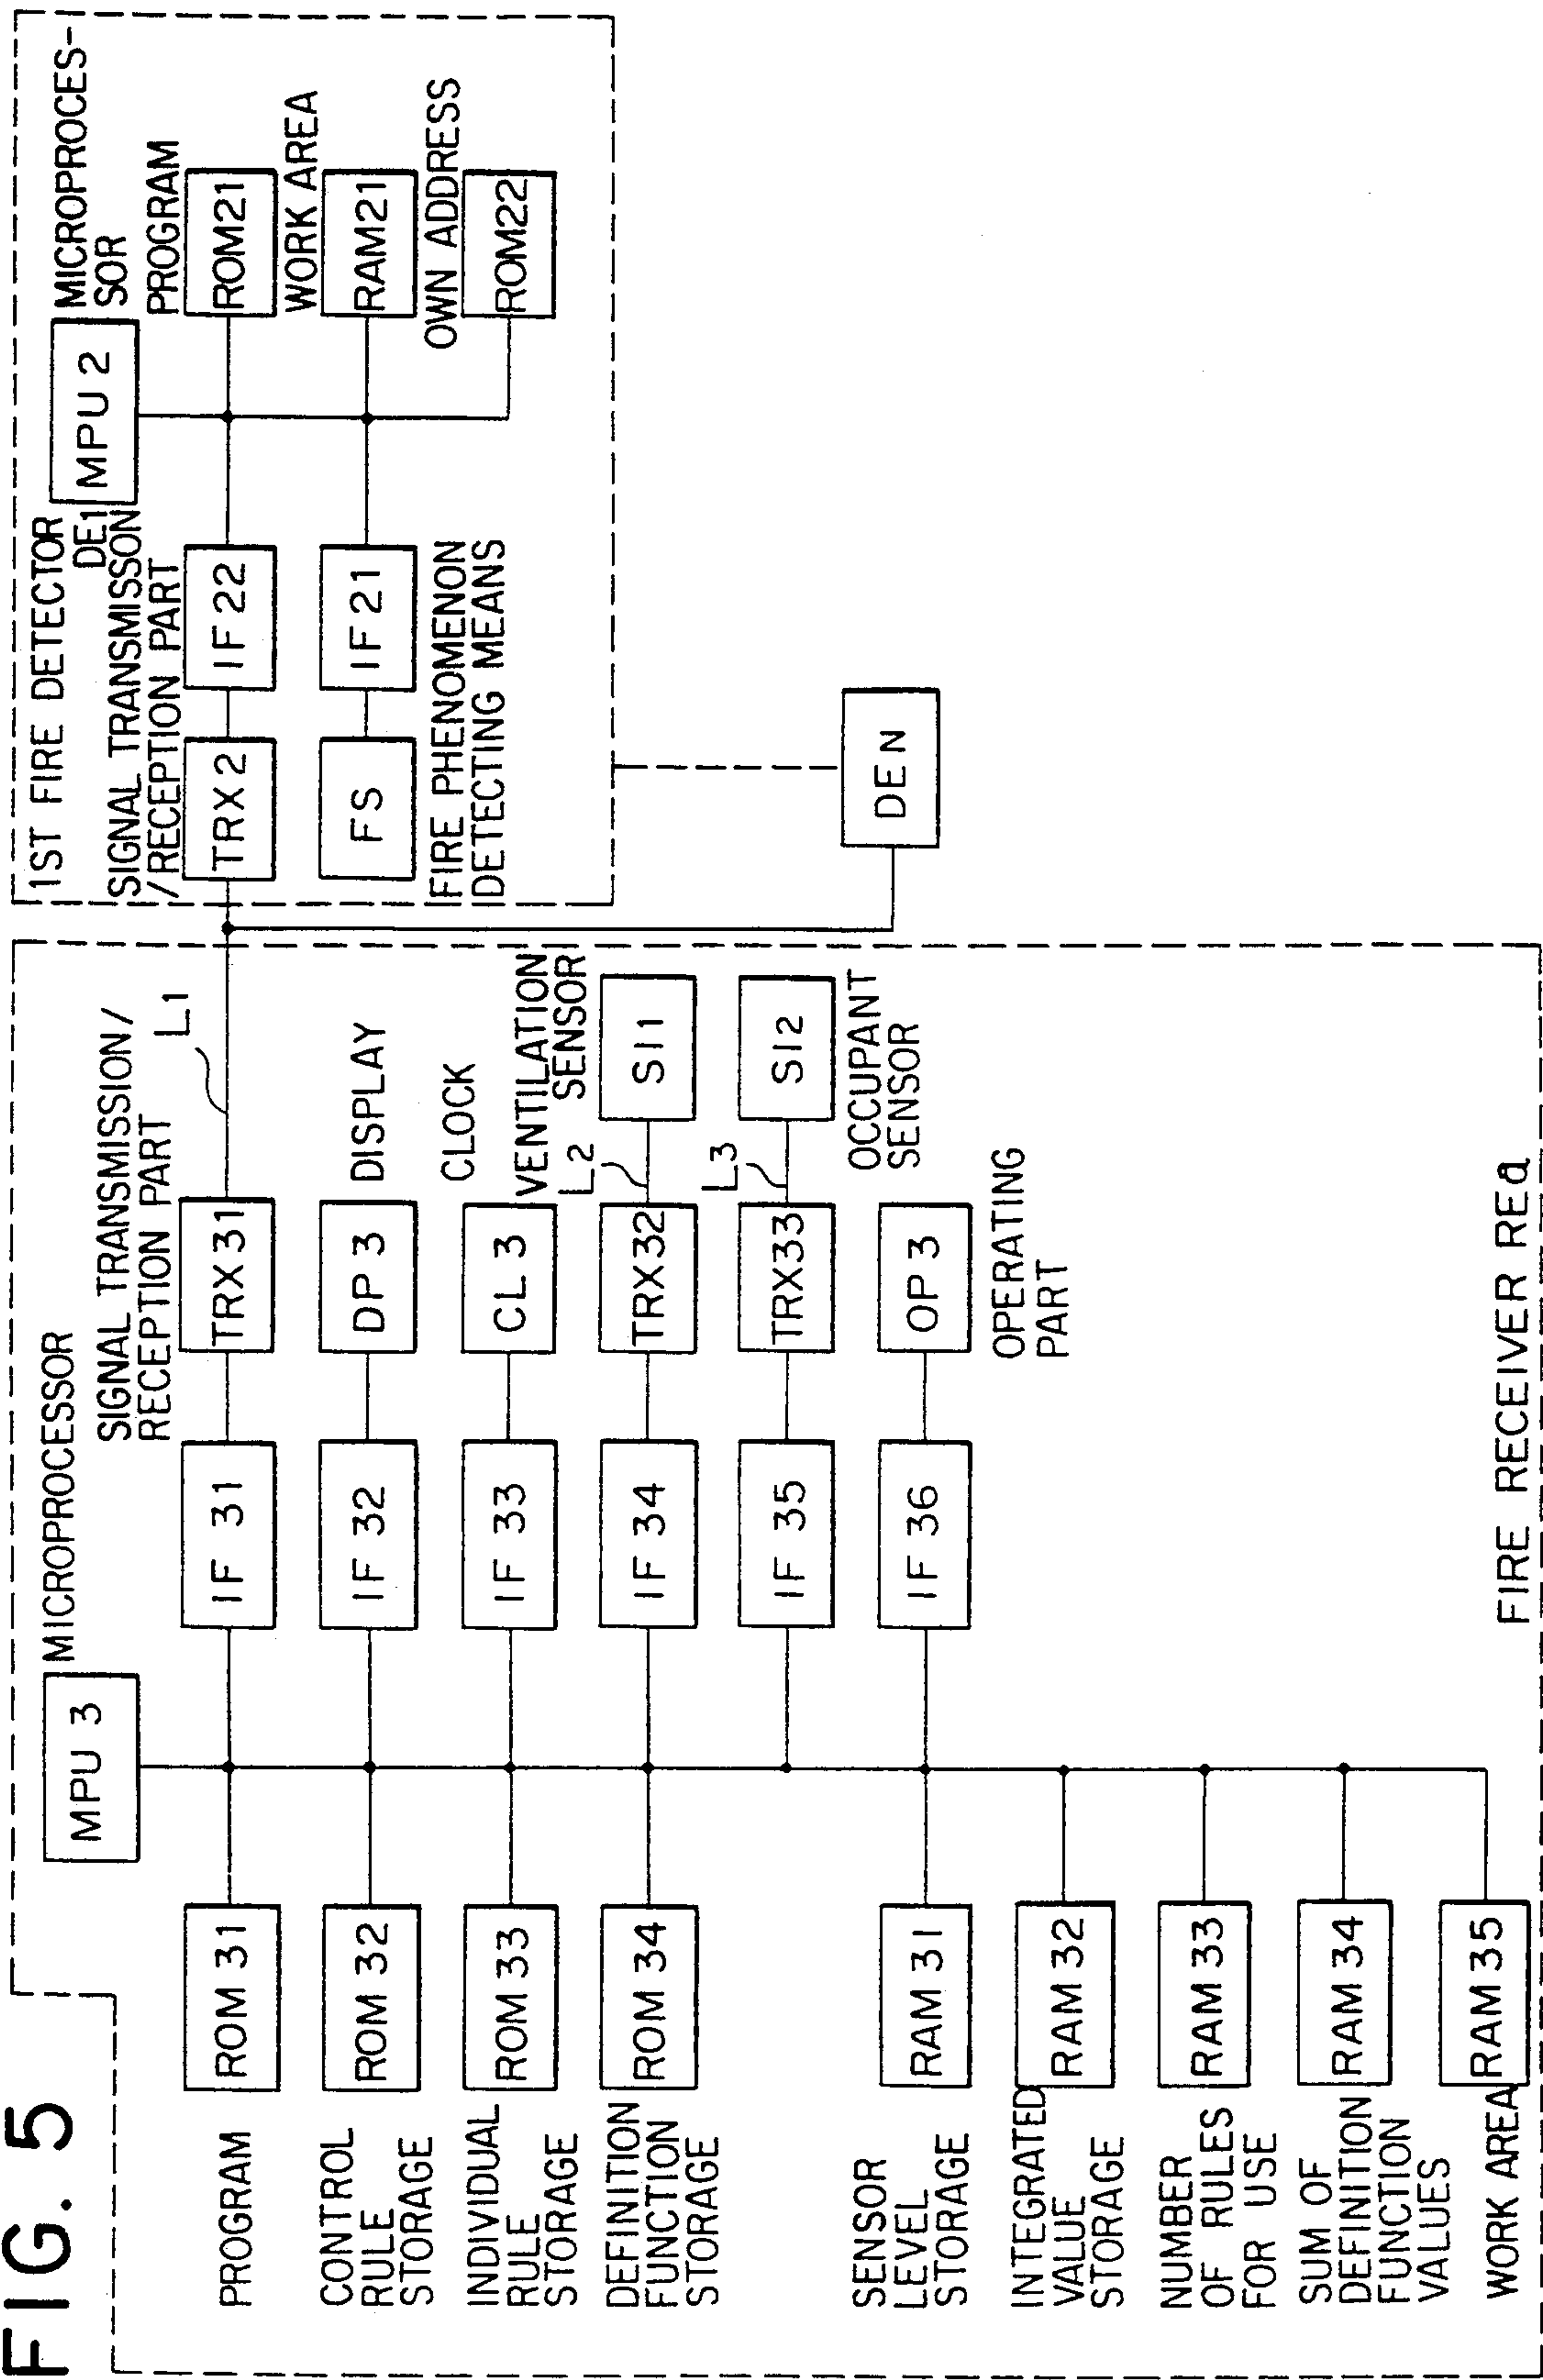 FIG. 5
MPU 3
MICROPROCESSOR
PROGRAM
ROM 31
IF 31
SIGNAL TRANSMISSION/
RECEPTION PART
TRX31
L1
CONTROL
RULE
STORAGE
ROM 32
IF 32
DP 3
DISPLAY
INDIVIDUAL
RULE
STORAGE
ROM 33
IF 33
CL 3
CLOCK
DEFINITION
FUNCTION
STORAGE
ROM 34
IF 34
TRX32
L2
VENTILATION
SENSOR
SI1
IF 35
TRX33
L3
SI2
OCCUPANT
SENSOR
SENSOR
LEVEL
STORAGE
RAM 31
IF 36
OP 3
OPERATING
PART
INTEGRATED
VALUE
STORAGE
RAM 32
NUMBER
OF RULES
FOR USE
RAM 33
SUM OF
DEFINITION
FUNCTION
VALUES
RAM 34
WORK AREA
RAM 35
FIRE RECEIVER REa
1ST FIRE DETECTOR
DE1
MPU 2
MICROPROCES-
SOR
SIGNAL TRANSMISSON
/RECEPTION PART
TRX2
IF 22
PROGRAM
ROM21
FS
IF 21
WORK AREA
RAM21
FIRE PHENOMENON
DETECTING MEANS
OWN ADDRESS
ROM22
DEN